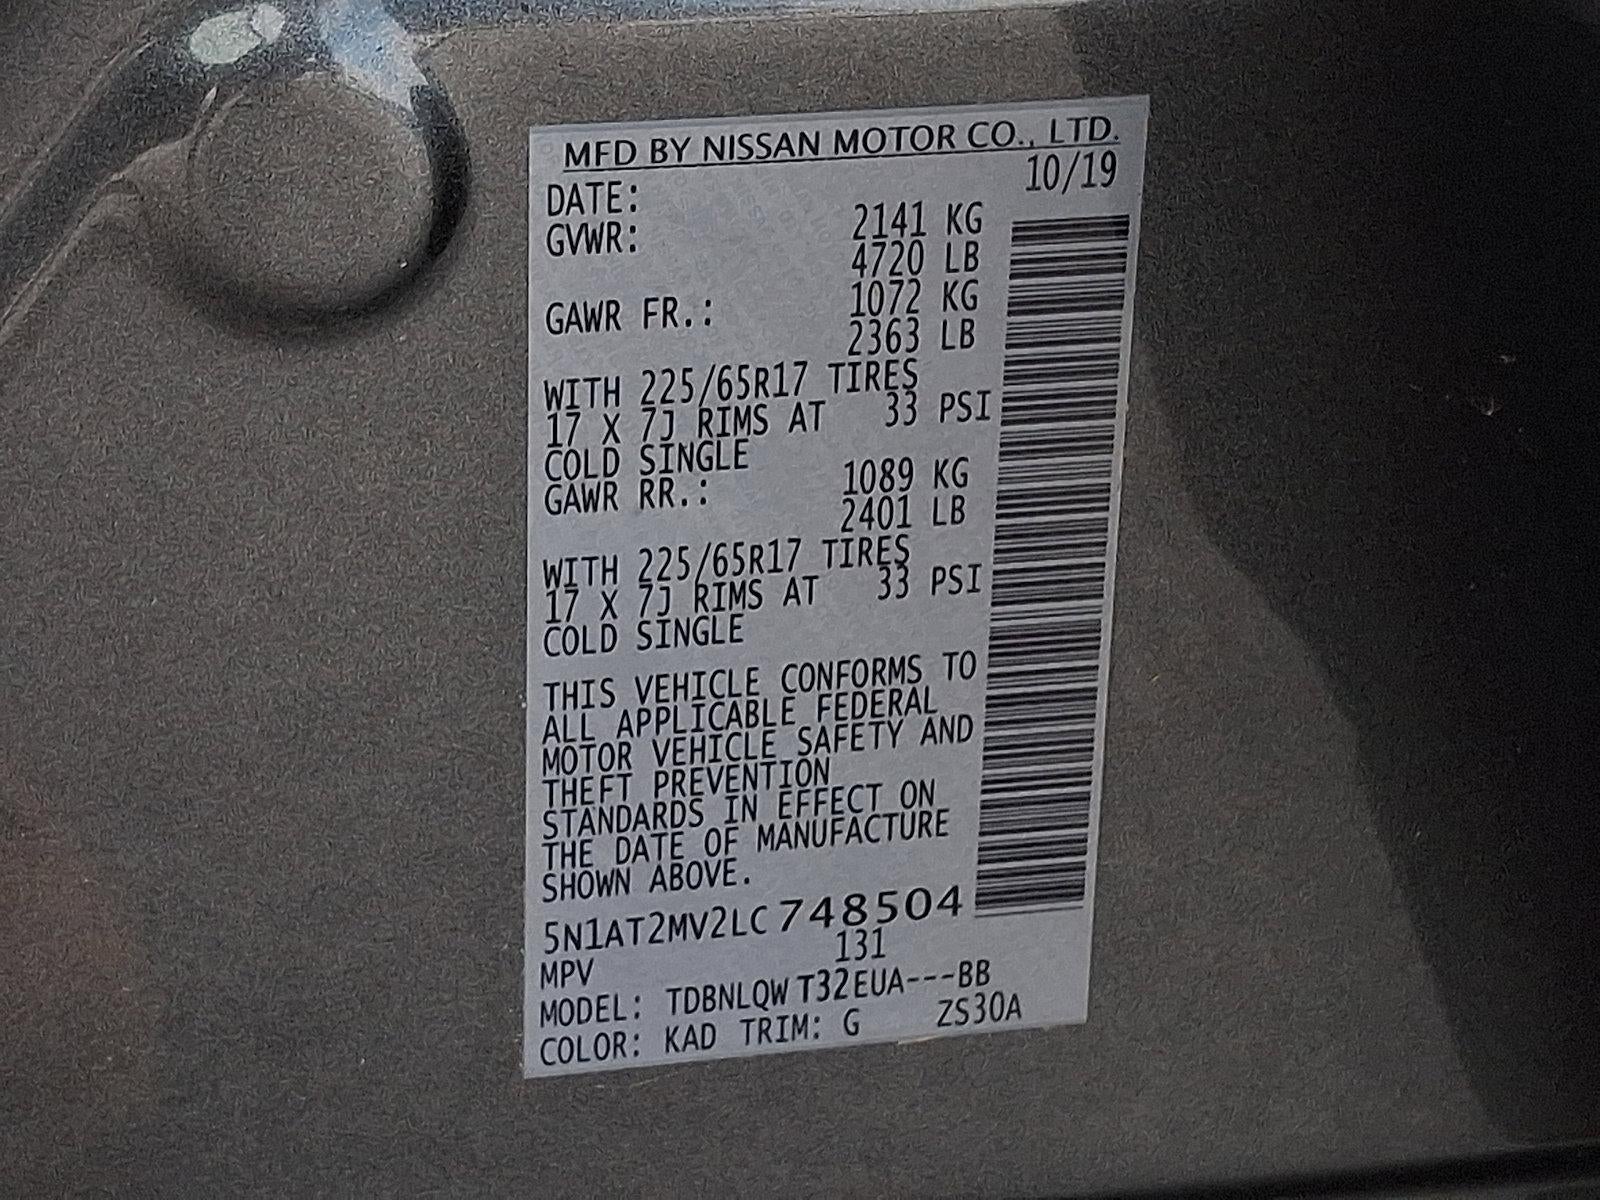 MFD BY NISSAN MOTOR CO., LTD.
DATE: 10/19
GVWR: 2141 KG
4720 LB
GAWR FR.: 1072 KG
2363 LB
WITH 225/65R17 TIRES
17 X 7J RIMS AT 33 PSI
COLD SINGLE
GAWR RR.: 1089 KG
2401 LB
WITH 225/65R17 TIRES
17 X 7J RIMS AT 33 PSI
COLD SINGLE
THIS VEHICLE CONFORMS TO
ALL APPLICABLE FEDERAL
MOTOR VEHICLE SAFETY AND
THEFT PREVENTION
STANDARDS IN EFFECT ON
THE DATE OF MANUFACTURE
SHOWN ABOVE.
5N1AT2MV2LC748504
MPV 131
MODEL: TDBNLQWT32EUA---BB
COLOR: KAD TRIM: G ZS30A